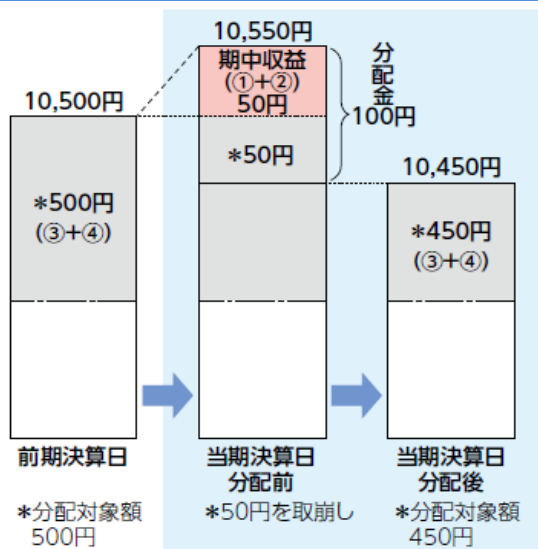 10,500円
*500円
(③+④)
前期決算日
*分配対象額
500円
10,550円
期中収益
(①+②)
50円
*50円
分配金
100円
当期決算日
分配前
*50円を取崩し
10,450円
*450円
(③+④)
当期決算日
分配後
*分配対象額
450円